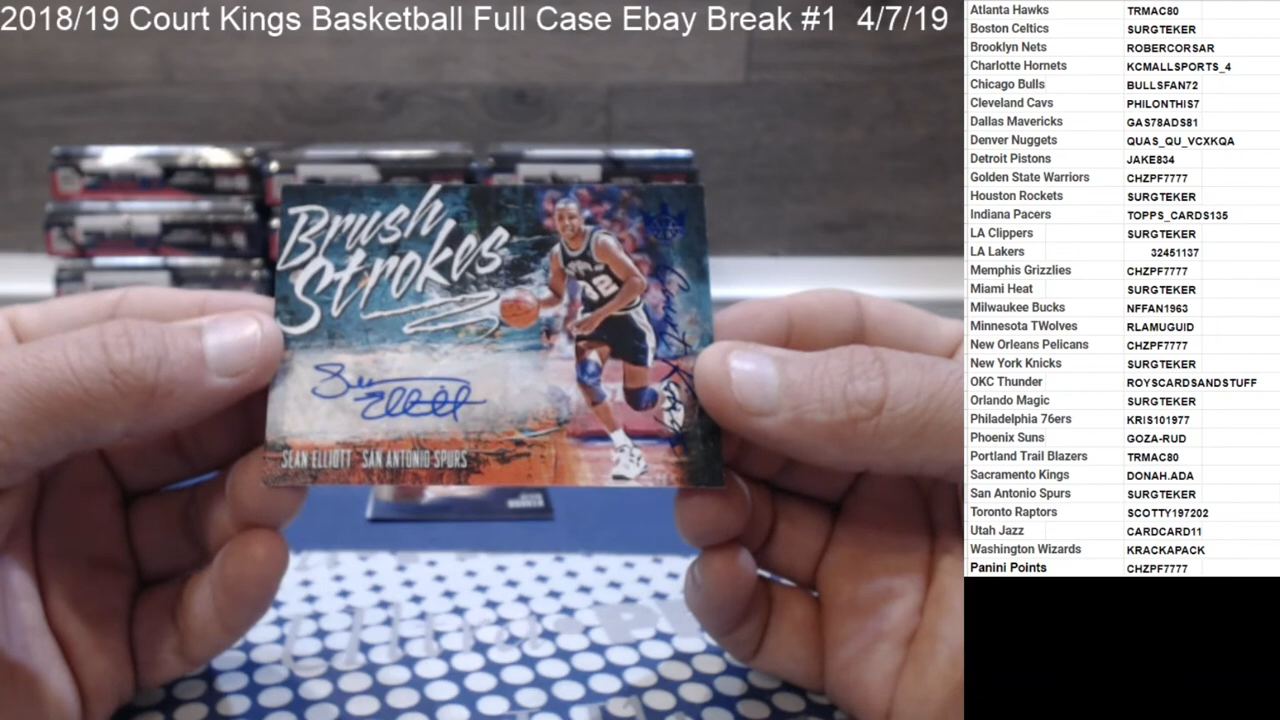 2018/19 Court Kings Basketball Full Case Ebay Break #1 4/7/19
Atlanta Hawks TRMAC80
Boston Celtics SURGTEKER
Brooklyn Nets ROBERCORSAR
Charlotte Hornets KCMALLSPORTS_4
Chicago Bulls BULLSFAN72
Cleveland Cavs PHILONTHIS7
Dallas Mavericks GAS78ADS81
Denver Nuggets QUAS_QU_VCXKQA
Detroit Pistons JAKE834
Golden State Warriors CHZPF7777
Houston Rockets SURGTEKER
Indiana Pacers TOPPS_CARDS135
LA Clippers SURGTEKER
LA Lakers 32451137
Memphis Grizzlies CHZPF7777
Miami Heat SURGTEKER
Milwaukee Bucks NFFAN1963
Minnesota TWolves RLAMUGUID
New Orleans Pelicans CHZPF7777
New York Knicks SURGTEKER
OKC Thunder ROYSCARDSANDSTUFF
Orlando Magic SURGTEKER
Philadelphia 76ers KRIS101977
Phoenix Suns GOZA-RUD
Portland Trail Blazers TRMAC80
Sacramento Kings DONAH.ADA
San Antonio Spurs SURGTEKER
Toronto Raptors SCOTTY197202
Utah Jazz CARDCARD11
Washington Wizards KRACKAPACK
Panini Points CHZPF7777
Brush
Strokes
Court Kings
12
Sean Elliott
SEAN ELLIOTT SAN ANTONIO SPURS